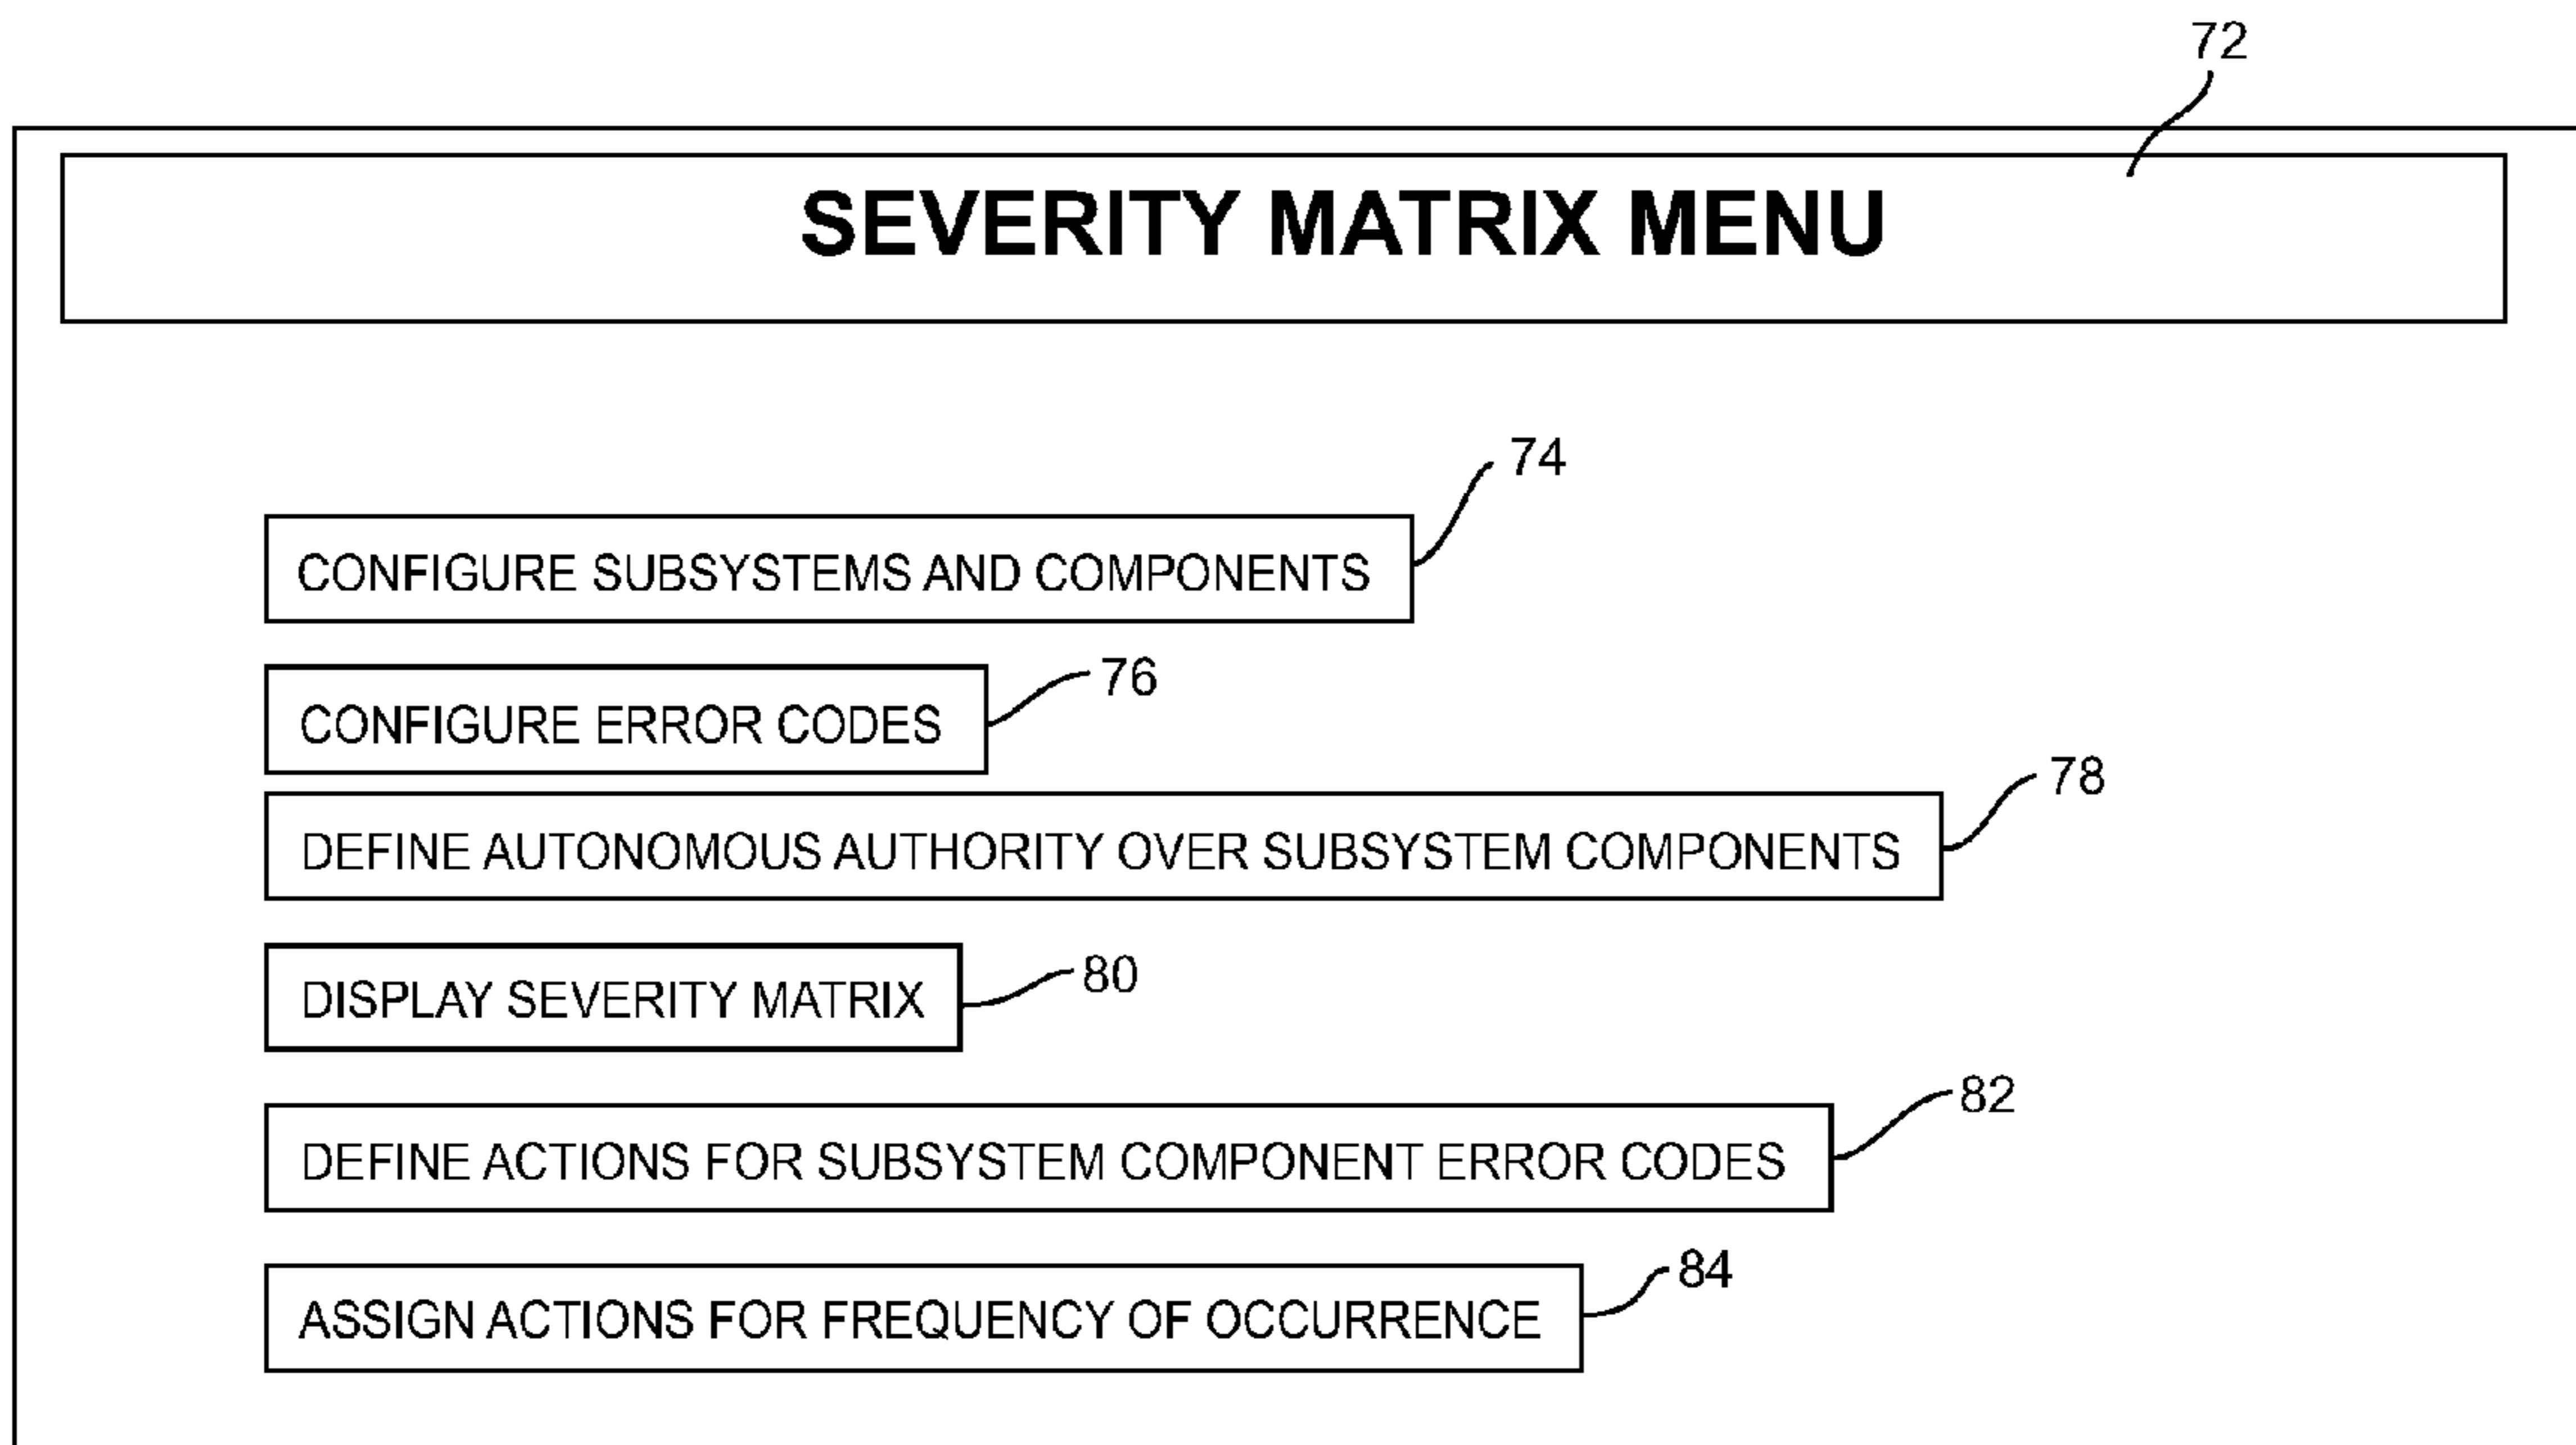 72
SEVERITY MATRIX MENU
74
CONFIGURE SUBSYSTEMS AND COMPONENTS
76
CONFIGURE ERROR CODES
78
DEFINE AUTONOMOUS AUTHORITY OVER SUBSYSTEM COMPONENTS
80
DISPLAY SEVERITY MATRIX
82
DEFINE ACTIONS FOR SUBSYSTEM COMPONENT ERROR CODES
84
ASSIGN ACTIONS FOR FREQUENCY OF OCCURRENCE